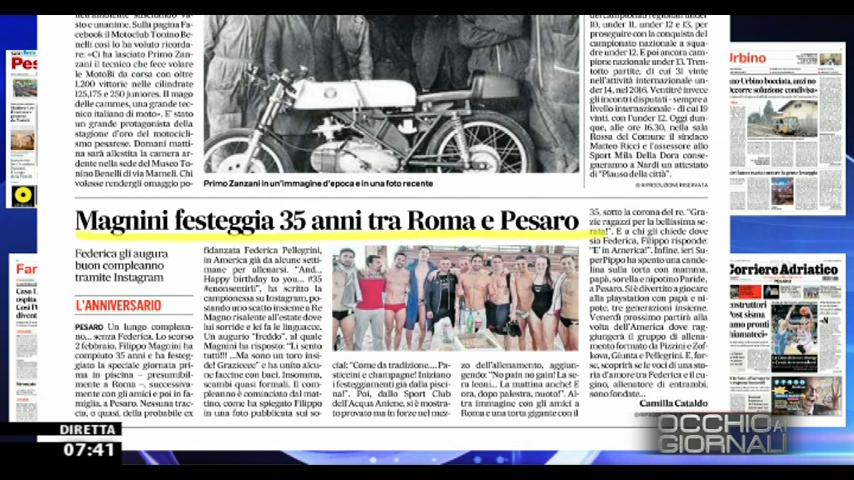 dell'ambiente suscitando vasto e unanime. Sulla pagina Facebook il Motoclub Tonino Benelli così lo ha voluto ricordare: «Ci ha lasciato Primo Zanzani il tecnico che fece volare
le MotoBi da corsa con oltre
1.200 vittorie nelle cilindrate
125,175 e 250 juniores. Il mago
delle cammes, una grande tecnico
italiano di moto». E' stato
un grande protagonista della
stagione d'oro del motociclismo
pesarese. Domani mattina
sarà allestita la camera ardente
nella sede del Museo Tonino
Benelli di via Mameli. Chi
volesse rendergli omaggio po-
Primo Zanzani in un'immagine d'epoca e in una foto recente
dei campionati regionali under
10, under 11, under 12 e 13, per
proseguire con la conquista del
campionato nazionale a squadre
under 12. E poi ancora campione
nazionale under 13. Trentotto
partite, di cui 31 vinte
nell'attività internazionale under
14, nel 2016. Ventitré invece
gli incontri disputati - sempre a
livello internazionale - di cui 19
vinti, con l'under 12. Oggi dunque,
alle ore 16.30, nella sala
Rossa del Comune il sindaco
Matteo Ricci e l'assessore allo
Sport Mila Della Dora consegneranno
a Nardi un attestato
di "Plauso della città".
© RIPRODUZIONE RISERVATA
Magnini festeggia 35 anni tra Roma e Pesaro
Federica gli augura
buon compleanno
tramite Instagram
L'ANNIVERSARIO
PESARO Un lungo compleanno...
senza Federica. Lo scorso
2 febbraio, Filippo Magnini ha
compiuto 35 anni e ha festeggiato
la speciale giornata prima
in piscina – presumibilmente
a Roma –, successivamente
con gli amici e poi in famiglia,
a Pesaro. Nessuna traccia,
o quasi, della probabile ex
fidanzata Federica Pellegrini,
in America già da alcune settimane
per allenarsi. "And...
Happy birthday to you... #35
#tenonsentirli", ha scritto la
campionessa su Instagram, postando
uno scatto insieme a Re
Magno risalente all'estate dove
lui sorride e lei fa le linguacce.
Un augurio "freddo", al quale
Magnini ha risposto: "Li sento
tutti!!! ...Ma sono un toro inside!
Grazieeee" e ha unito alcune
faccine con baci. Insomma,
scambi quasi formali. Il compleanno
è cominciato dal mattino,
come ha spiegato Filippo
in una foto pubblicata sui social:
"Come da tradizione... Pasticcini
e champagne! Iniziano
i festeggiamenti già dalla piscina!".
Poi, dallo Sport Club
dell'Acqua Aniene, si è mostrato
provato ma in forze nel mezzo
dell'allenamento, aggiungendo:
"No pain no gain! La sera
leoni... La mattina anche! E
ora, dopo palestra, nuoto!". Altra
immagine con gli amici a
Roma e una torta gigante con il
35, sotto la corona del re. "Grazie
ragazzi per la bellissima serata!".
E a chi gli chiede dove
sia Federica, Filippo risponde:
"E' in America!". Infine, ieri SuperPippo
ha spento una candelina
sulla torta con mamma,
papà, sorella e nipotino Paride,
a Pesaro. Si è divertito a giocare
alla playstation con papà e nipote,
tre generazioni insieme.
Venerdì prossimo partirà alla
volta dell'America dove raggiungerà
il gruppo di allenamento
formato da Pizzini e Zofkova,
Giunta e Pellegrini. E, forse,
scoprirà se le voci di una storia
d'amore tra Federica e il cugino,
allenatore di entrambi,
sono fondate...
Camilla Cataldo
Urbino
Corriere Adriatico
DIRETTA
07:41
OCCHIO AI
GIORNALI